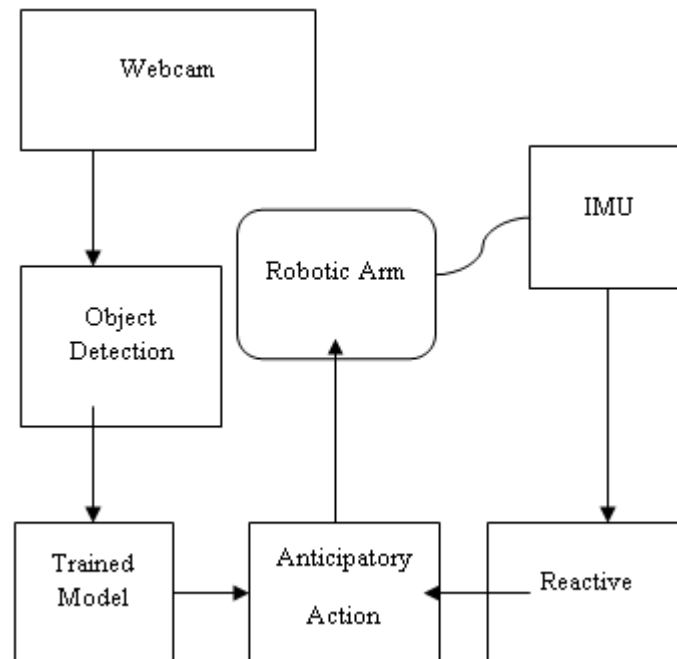 Webcam
IMU
Robotic Arm
Object
Detection
Trained
Model
Anticipatory
Action
Reactive